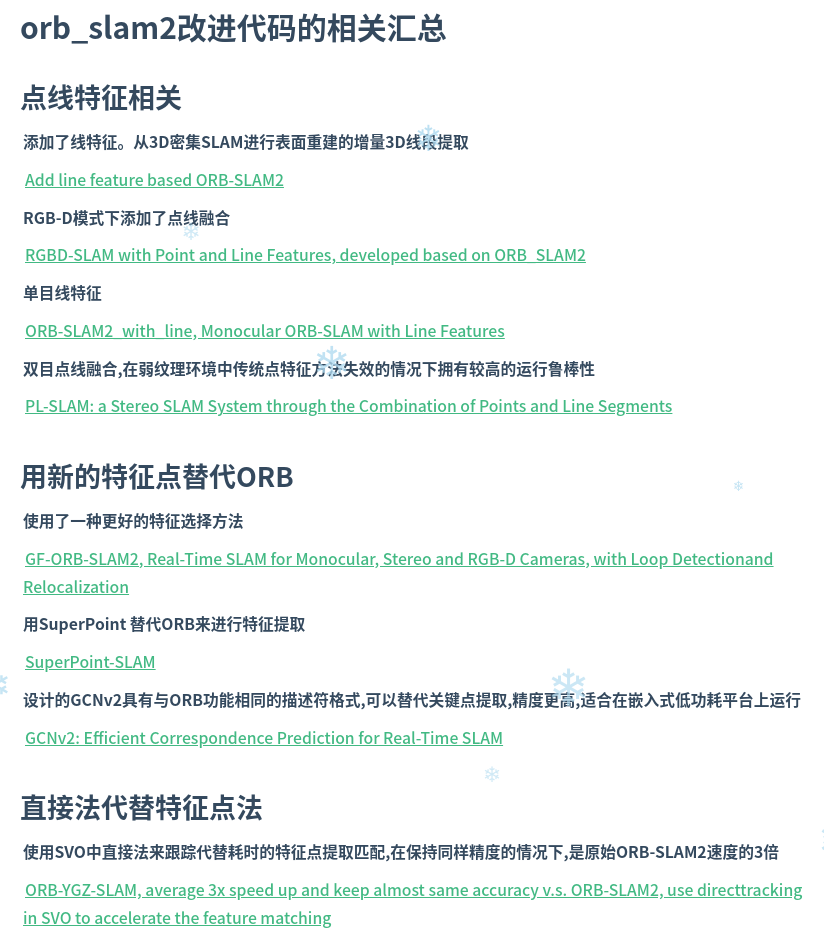 orb_slam2改进代码的相关汇总
点线特征相关
添加了线特征。从3D密集SLAM进行表面重建的增量3D线段提取
Add line feature based ORB-SLAM2
RGB-D模式下添加了点线融合
RGBD-SLAM with Point and Line Features, developed based on ORB_SLAM2
单目线特征
ORB-SLAM2_with_line, Monocular ORB-SLAM with Line Features
双目点线融合,在弱纹理环境中传统点特征方法失效的情况下拥有较高的运行鲁棒性
PL-SLAM: a Stereo SLAM System through the Combination of Points and Line Segments
用新的特征点替代ORB
使用了一种更好的特征选择方法
GF-ORB-SLAM2, Real-Time SLAM for Monocular, Stereo and RGB-D Cameras, with Loop Detectionand
Relocalization
用SuperPoint 替代ORB来进行特征提取
SuperPoint-SLAM
设计的GCNv2具有与ORB功能相同的描述符格式,可以替代关键点提取,精度更高,适合在嵌入式低功耗平台上运行
GCNv2: Efficient Correspondence Prediction for Real-Time SLAM
直接法代替特征点法
使用SVO中直接法来跟踪代替耗时的特征点提取匹配,在保持同样精度的情况下,是原始ORB-SLAM2速度的3倍
ORB-YGZ-SLAM, average 3x speed up and keep almost same accuracy v.s. ORB-SLAM2, use directtracking
in SVO to accelerate the feature matching